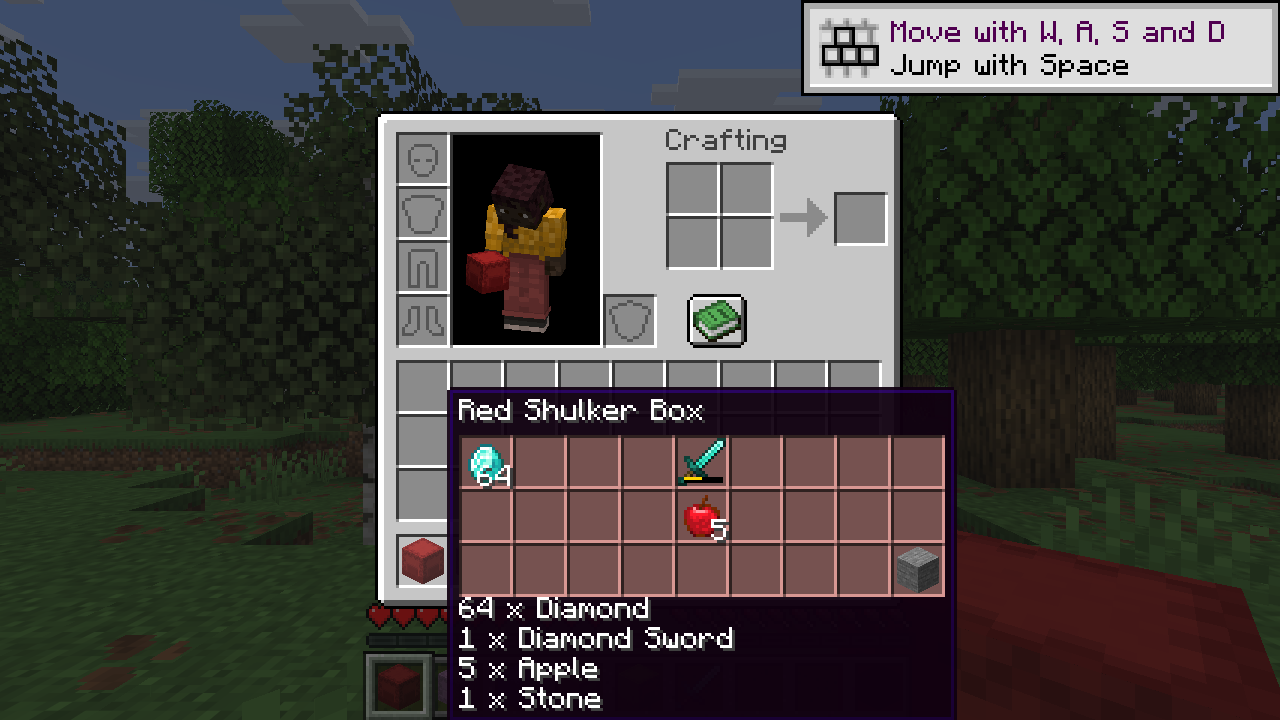 Move with W, A, S and D
Jump with Space
Crafting
Red Shulker Box
64
5
64 x Diamond
1 x Diamond Sword
5 x Apple
1 x Stone